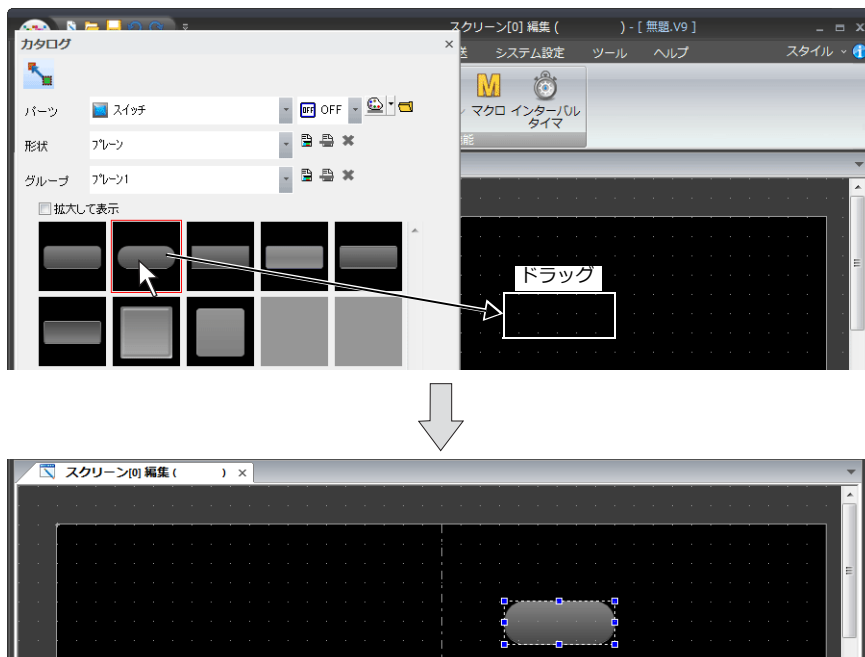 スクリーン[0] 編集 ( ) - [ 無題.V9 ]
カタログ
送 システム設定 ツール ヘルプ スタイル
パーツ スイッチ OFF OFF
マクロ インターバル
タイマ
形状 プレーン
能
グループ プレーン1
拡大して表示
ドラッグ
スクリーン[0] 編集 ( ) ×